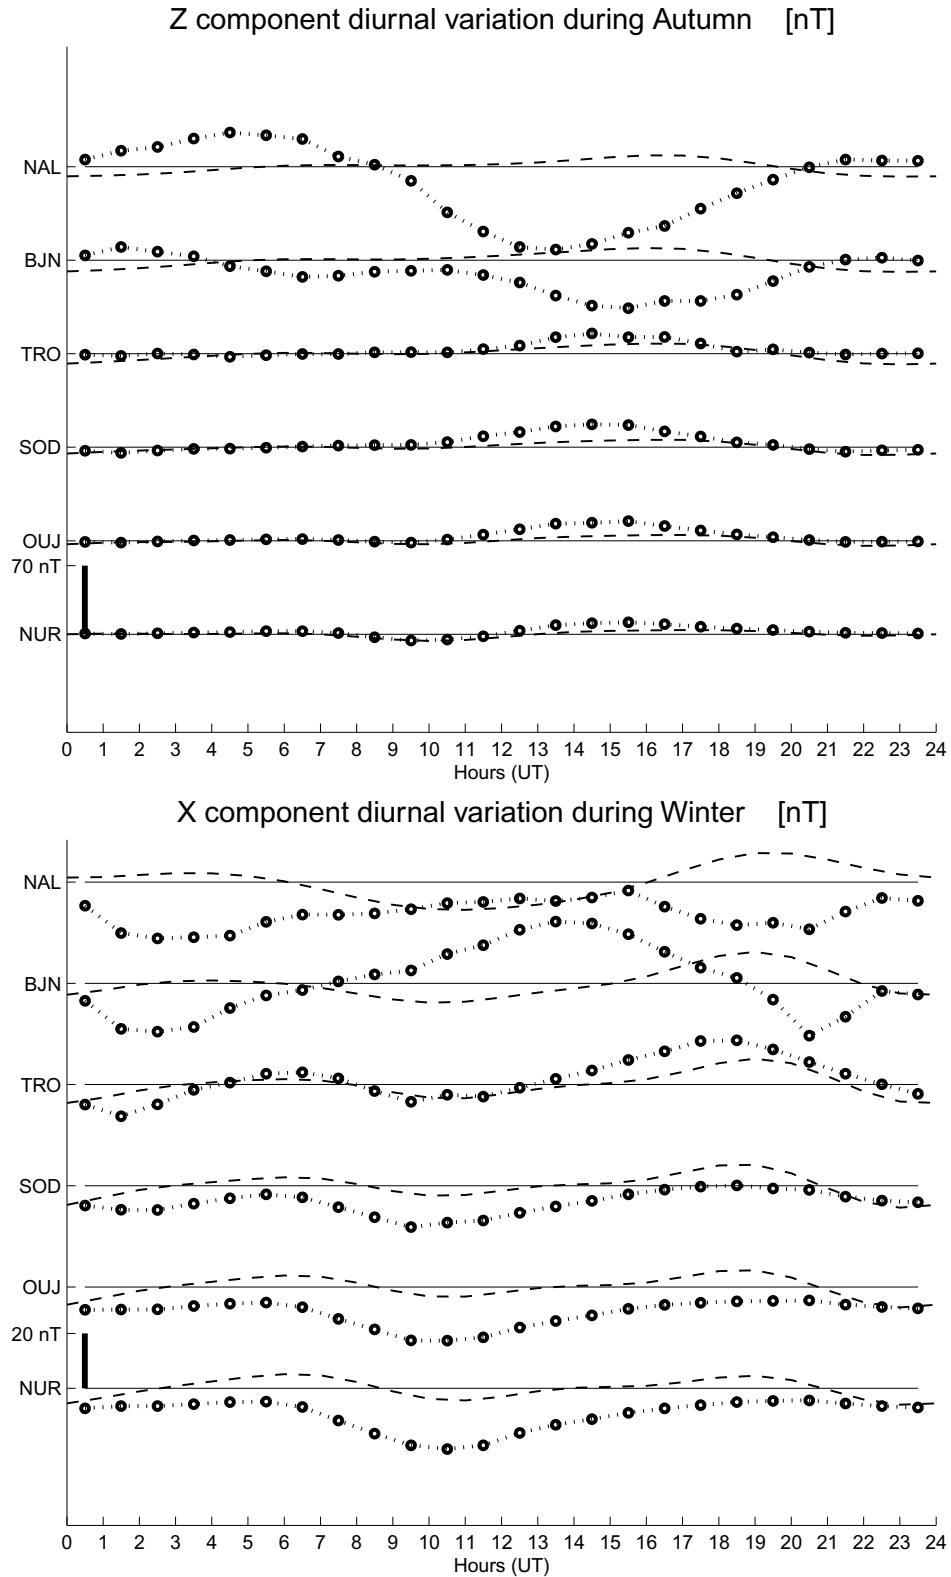 Z component diurnal variation during Autumn [nT]
NAL
BJN
TRO
SOD
OUJ
70 nT
NUR
0 1 2 3 4 5 6 7 8 9 10 11 12 13 14 15 16 17 18 19 20 21 22 23 24
Hours (UT)
X component diurnal variation during Winter [nT]
NAL
BJN
TRO
SOD
OUJ
20 nT
NUR
0 1 2 3 4 5 6 7 8 9 10 11 12 13 14 15 16 17 18 19 20 21 22 23 24
Hours (UT)